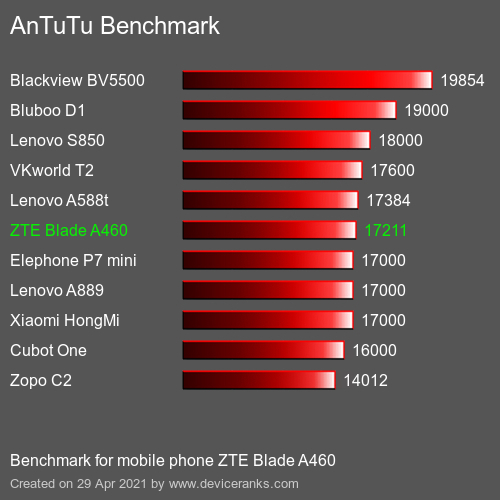 AnTuTu Benchmark
Blackview BV5500 19854
Bluboo D1 19000
Lenovo S850 18000
VKworld T2 17600
Lenovo A588t 17384
ZTE Blade A460 17211
Elephone P7 mini 17000
Lenovo A889 17000
Xiaomi HongMi 17000
Cubot One 16000
Zopo C2 14012
Benchmark for mobile phone ZTE Blade A460
Created on 29 Apr 2021 by www.deviceranks.com